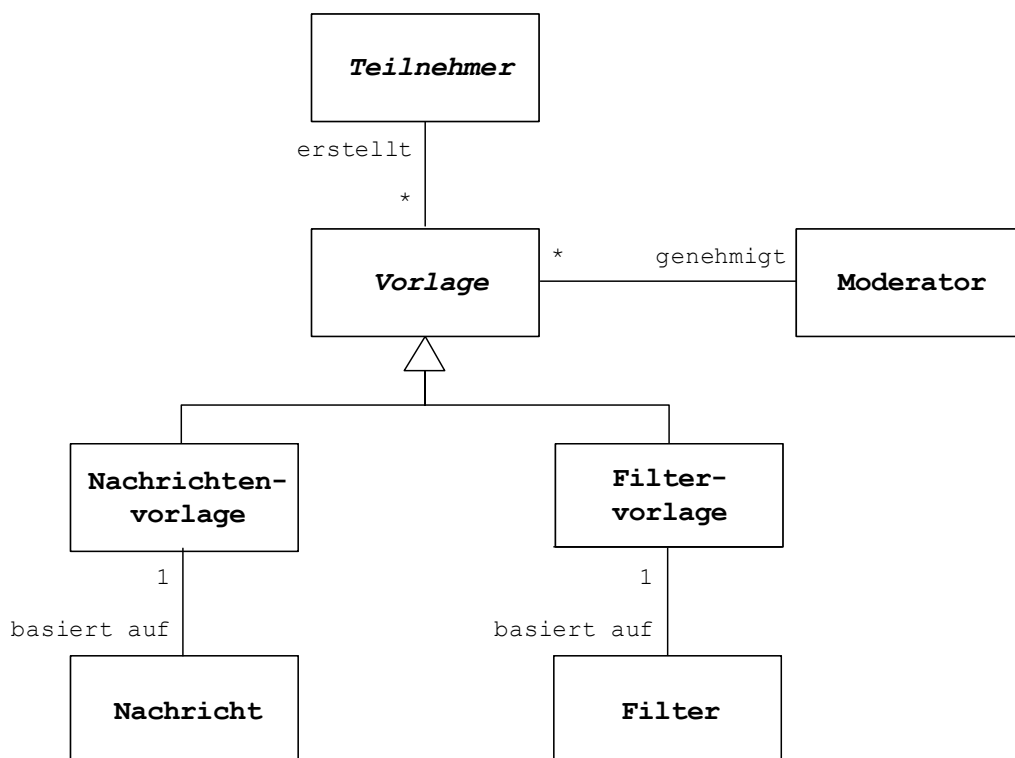 Teilnehmer
erstellt
*
Vorlage
* genehmigt
Moderator
Nachrichten-
vorlage
Filter-
vorlage
1
basiert auf
1
basiert auf
Nachricht
Filter